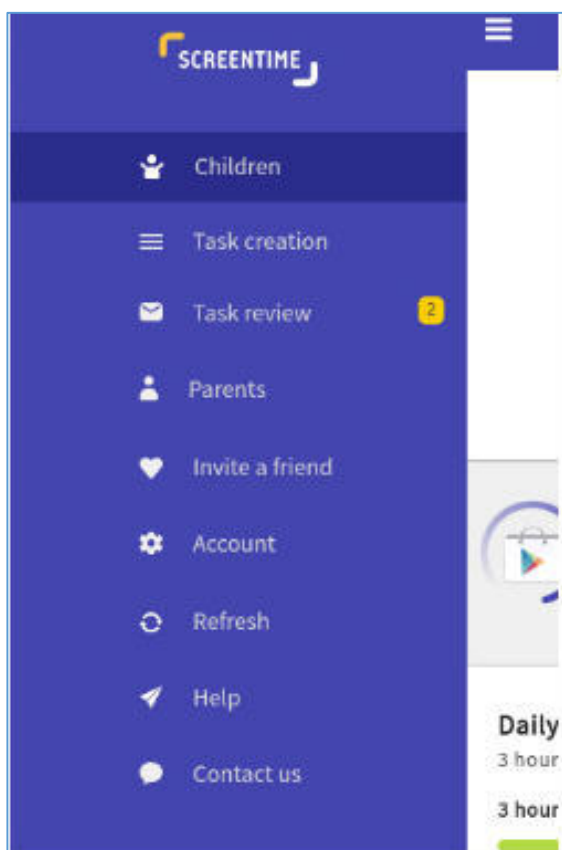 SCREENTIME
Children
Task creation
Task review
2
Parents
Invite a friend
Account
Refresh
Help
Contact us
Daily
3 hour
3 hour